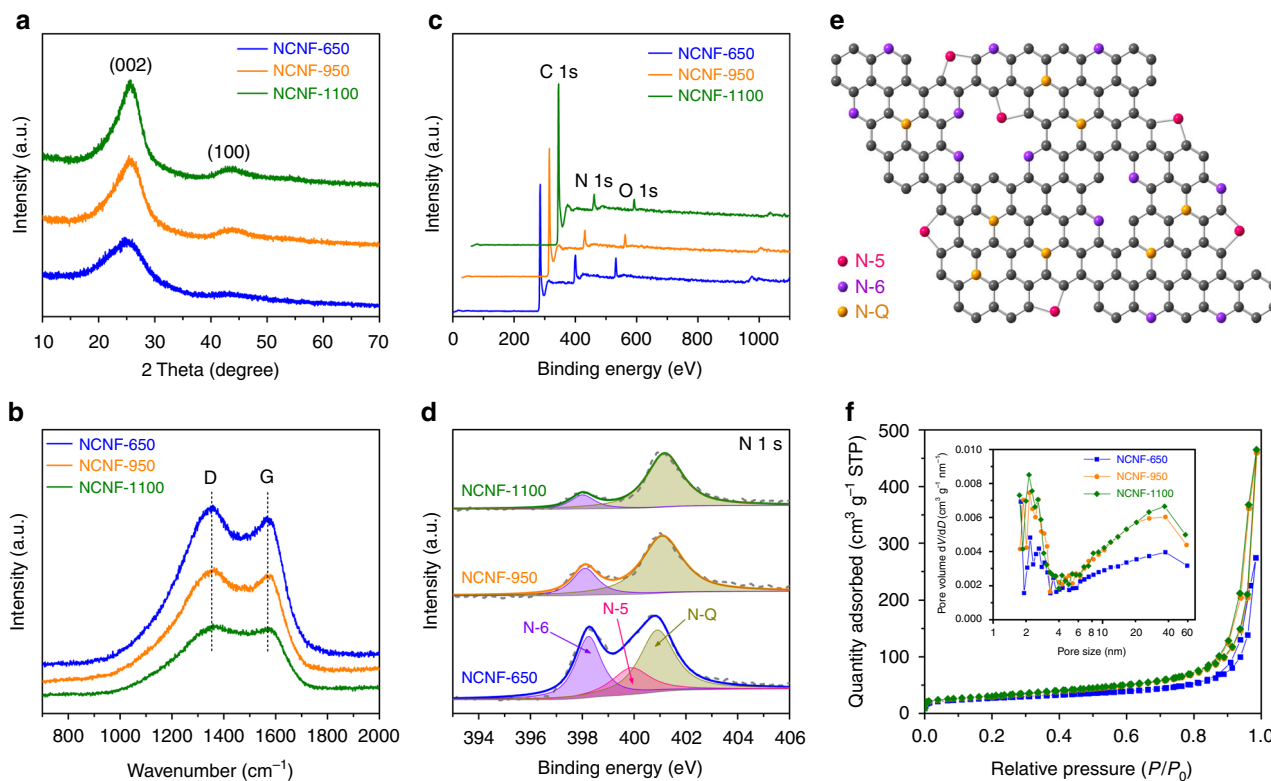 a
NCNF-650
NCNF-950
NCNF-1100
(002)
(100)
Intensity (a.u.)
10 20 30 40 50 60 70
2 Theta (degree)
c
NCNF-650
NCNF-950
NCNF-1100
C 1s
N 1s
O 1s
Intensity (a.u.)
0 200 400 600 800 1000
Binding energy (eV)
e
N-5
N-6
N-Q
b
NCNF-650
NCNF-950
NCNF-1100
D G
Intensity (a.u.)
800 1000 1200 1400 1600 1800 2000
Wavenumber (cm−1)
d
N 1 s
NCNF-1100
NCNF-950
N-6
N-5
N-Q
NCNF-650
Intensity (a.u.)
394 396 398 400 402 404 406
Binding energy (eV)
f
500
400
300
200
100
50
0
Quantity adsorbed (cm3 g−1 STP)
0.0 0.2 0.4 0.6 0.8 1.0
Relative pressure (P/P0)
NCNF-650
NCNF-950
NCNF-1100
0.010
0.008
0.006
0.004
0.002
0.000
Pore volume dV/dD (cm3 g−1 nm−1)
1 2 4 6 8 10 20 40 60
Pore size (nm)